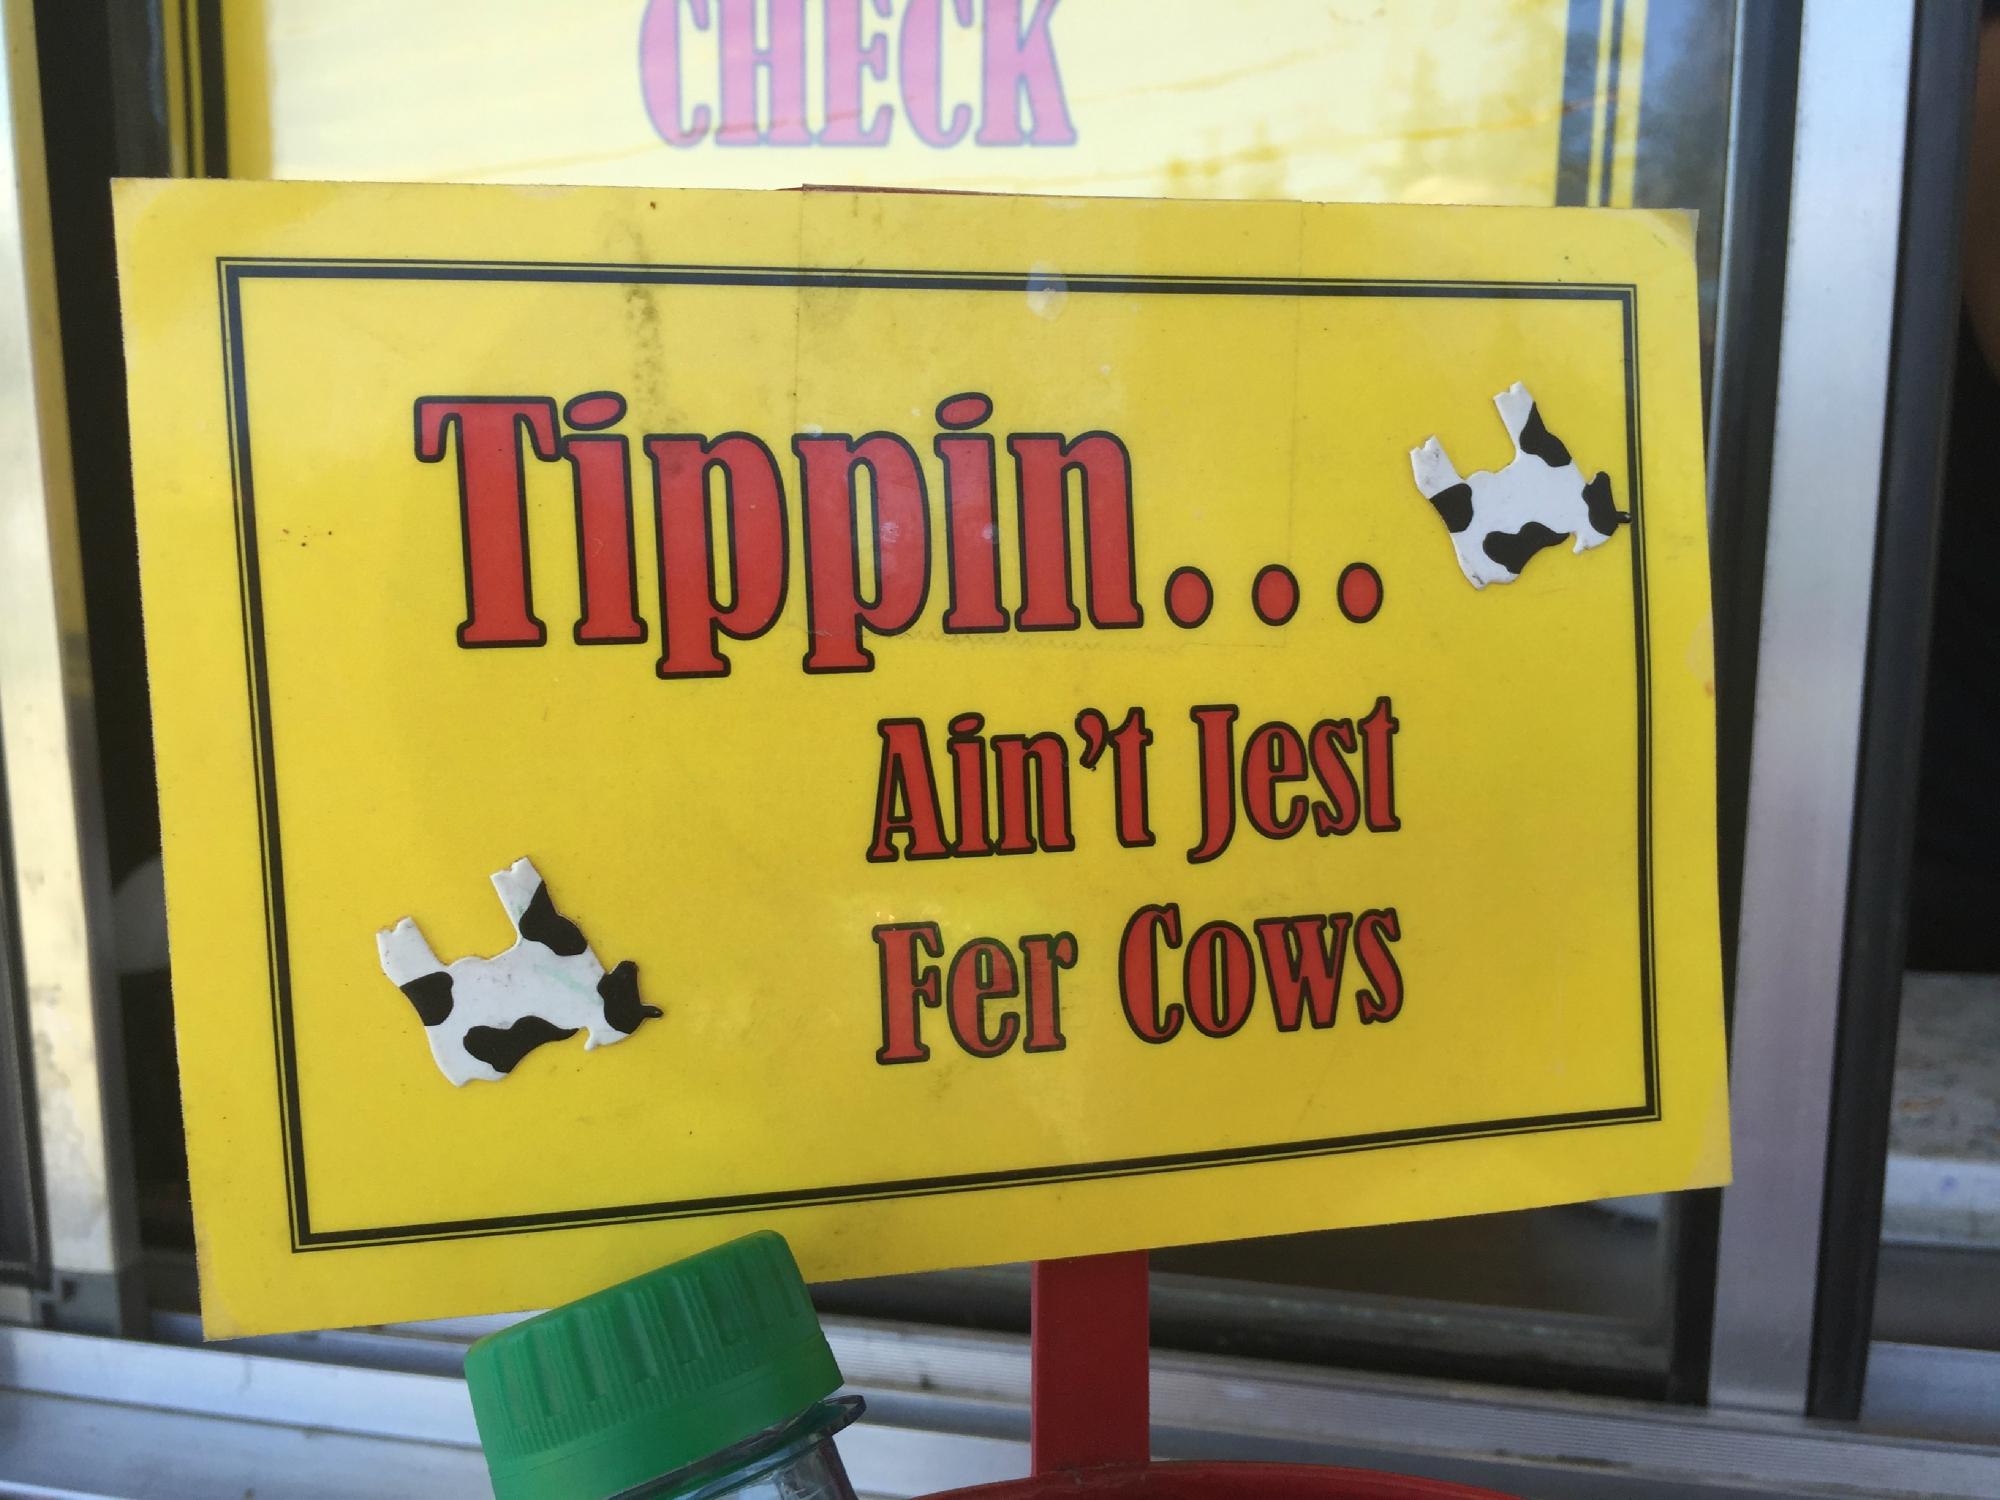 CHECK
Tippin...
Ain't Jest
Fer Cows